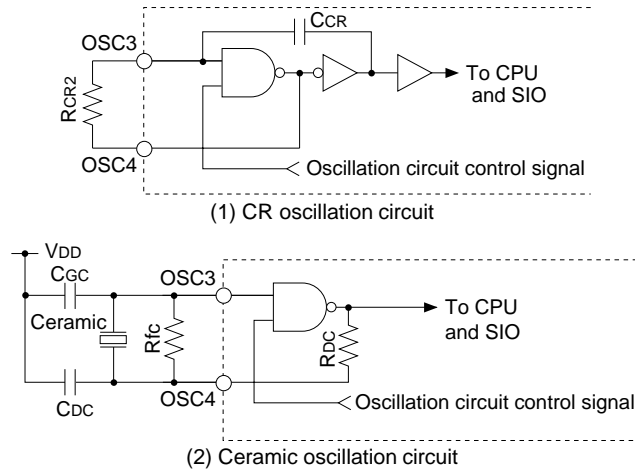 CCR
OSC3
To CPU
and SIO
RCR2
OSC4
Oscillation circuit control signal
(1) CR oscillation circuit
VDD
CGC
OSC3
To CPU
and SIO
Ceramic
Rfc
RDC
CDC
OSC4
Oscillation circuit control signal
(2) Ceramic oscillation circuit